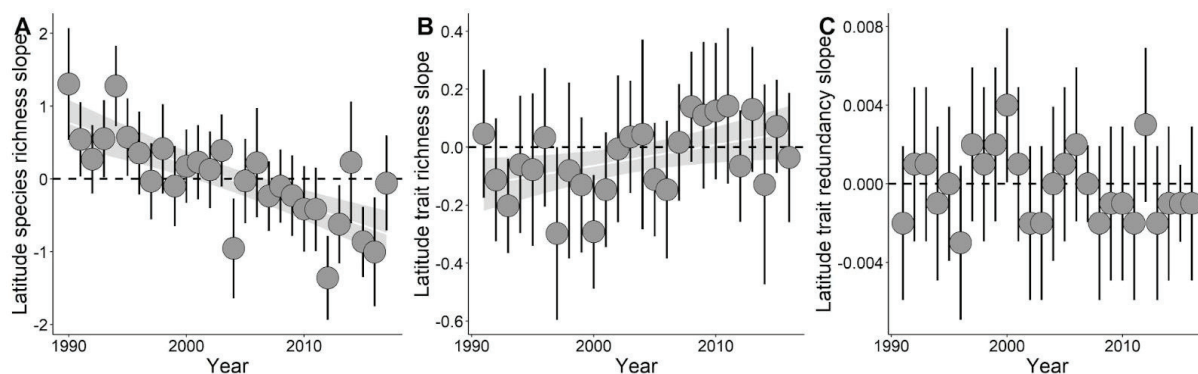 A
Latitude species richness slope
2
1
0
-1
-2
1990
2000
2010
Year
B
Latitude trait richness slope
0.4
0.2
0.0
-0.2
-0.4
-0.6
1990
2000
2010
Year
C
Latitude trait redundancy slope
0.008
0.004
0.000
-0.004
1990
2000
2010
Year